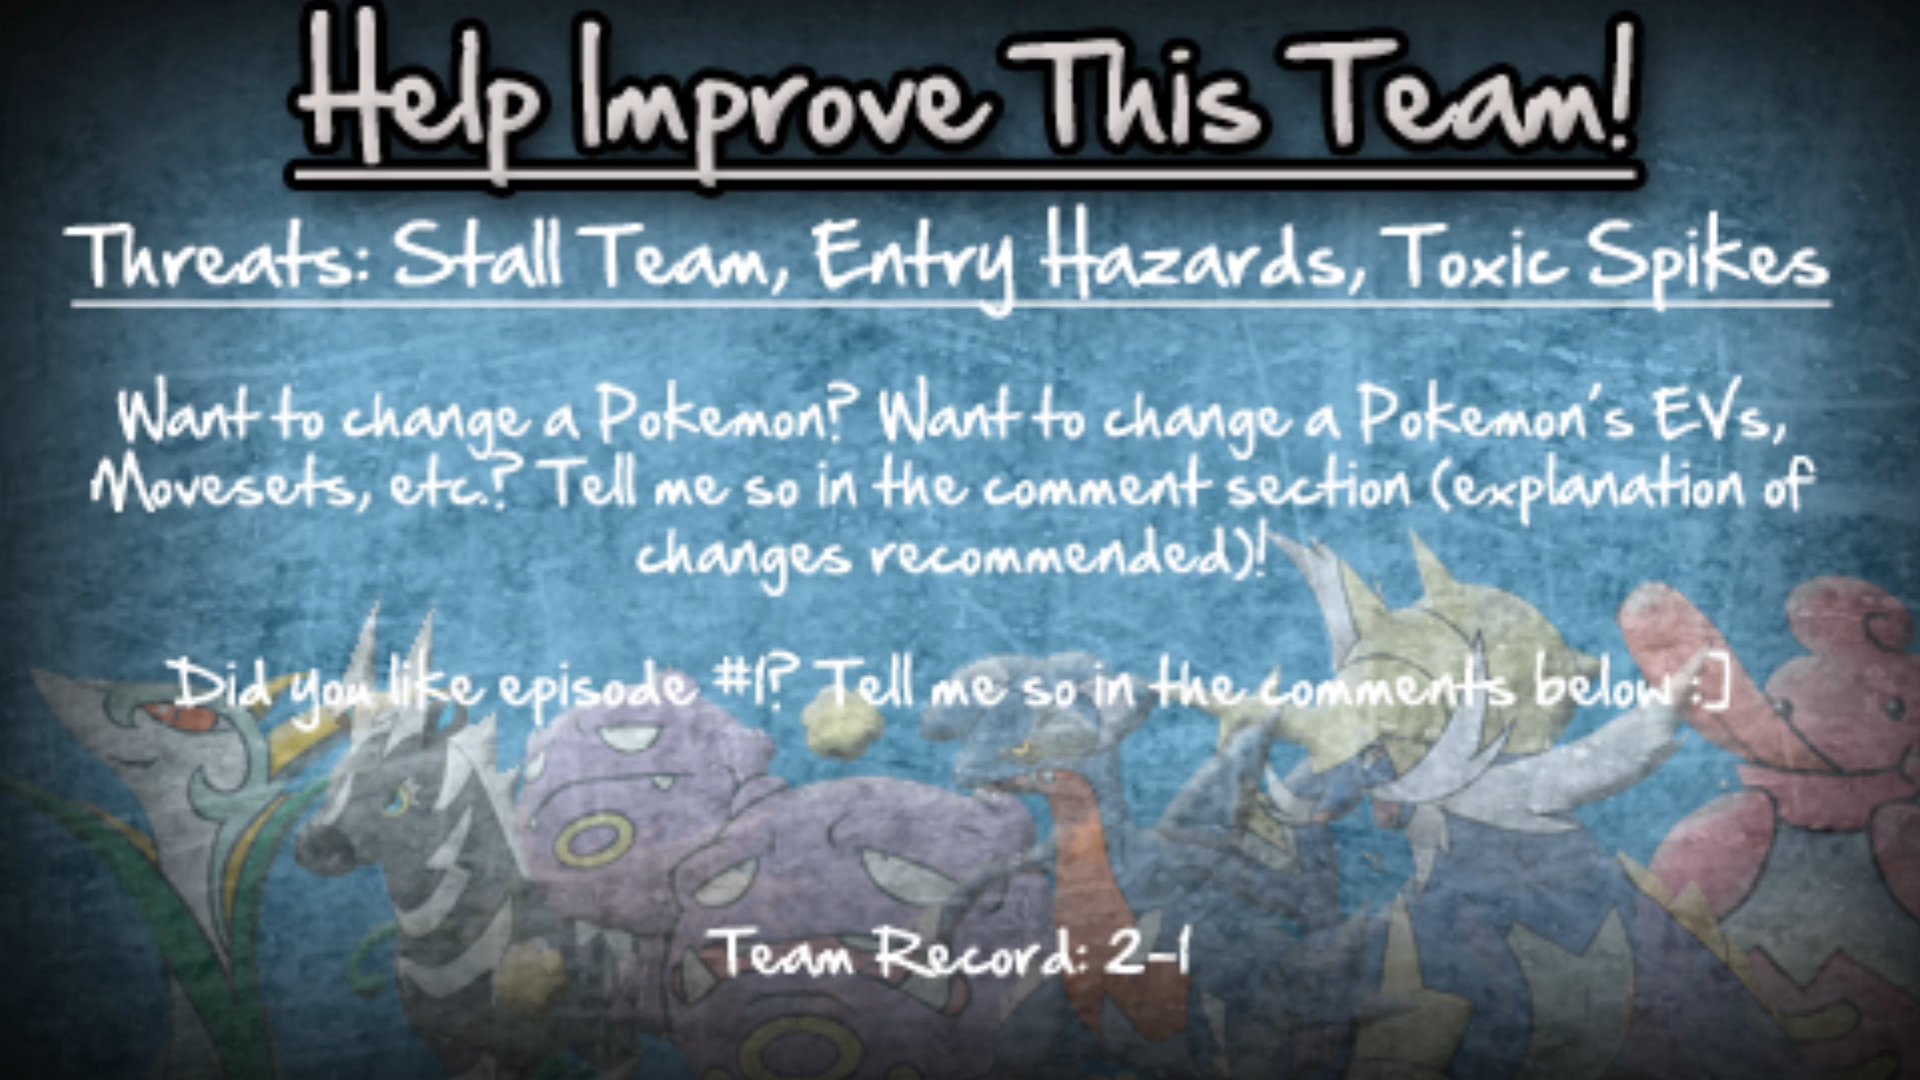 Help Improve This Team!
Threats: Stall Team, Entry Hazards, Toxic Spikes
Want to change a Pokemon? Want to change a Pokemon's EVs,
Movesets, etc.? Tell me so in the comment section (explanation of
changes recommended)!
Did you like episode #1? Tell me so in the comments below :]
Team Record: 2-1